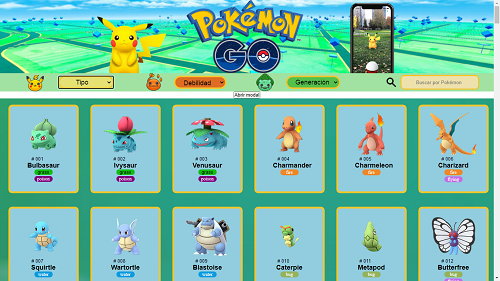 POKÉMON
GO
Tipo
Debilidad
Generación
Buscas por Pokémon
Abrir modal
# 001
Bulbasaur
grass
poison
# 002
Ivysaur
grass
poison
# 003
Venusaur
grass
poison
# 004
Charmander
fire
# 005
Charmeleon
fire
# 006
Charizard
fire
flying
# 007
Squirtle
water
# 008
Wartortle
water
# 009
Blastoise
water
# 010
Caterpie
bug
# 011
Metapod
bug
# 012
Butterfree
bug